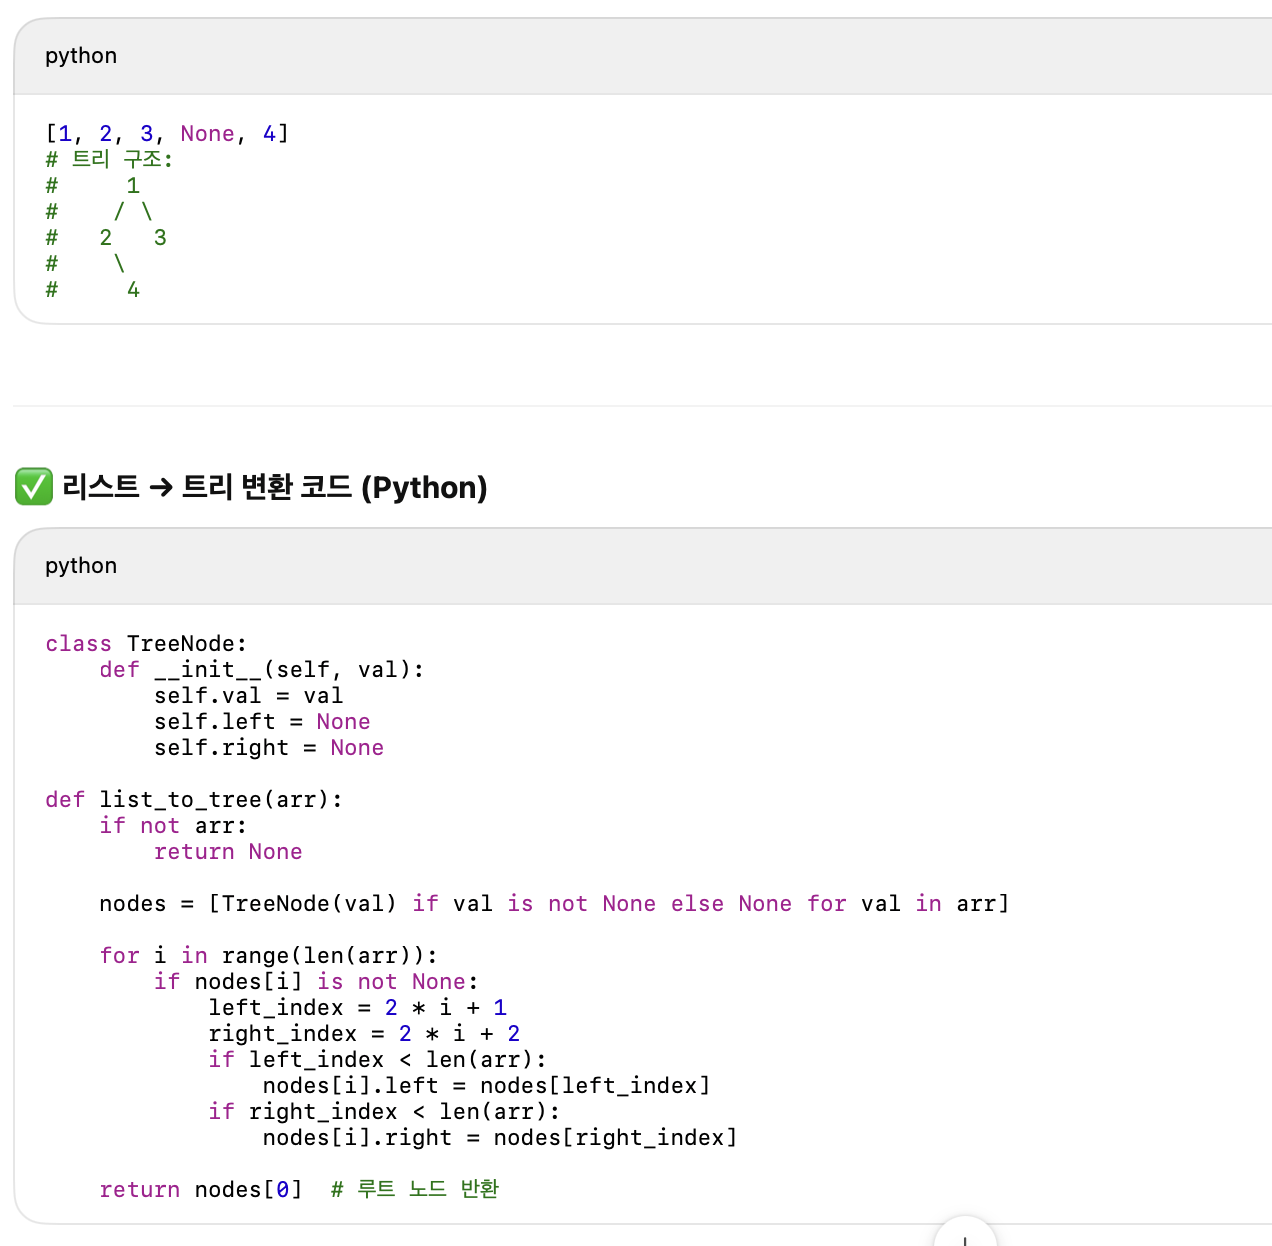 python
[1, 2, 3, None, 4]
# 트리 구조:
#     1
#    / \
#   2   3
#    \
#     4
✅ 리스트 → 트리 변환 코드 (Python)
python
class TreeNode:
    def __init__(self, val):
        self.val = val
        self.left = None
        self.right = None
def list_to_tree(arr):
    if not arr:
        return None
    nodes = [TreeNode(val) if val is not None else None for val in arr]
    for i in range(len(arr)):
        if nodes[i] is not None:
            left_index = 2 * i + 1
            right_index = 2 * i + 2
            if left_index < len(arr):
                nodes[i].left = nodes[left_index]
            if right_index < len(arr):
                nodes[i].right = nodes[right_index]
    return nodes[0]  # 루트 노드 반환